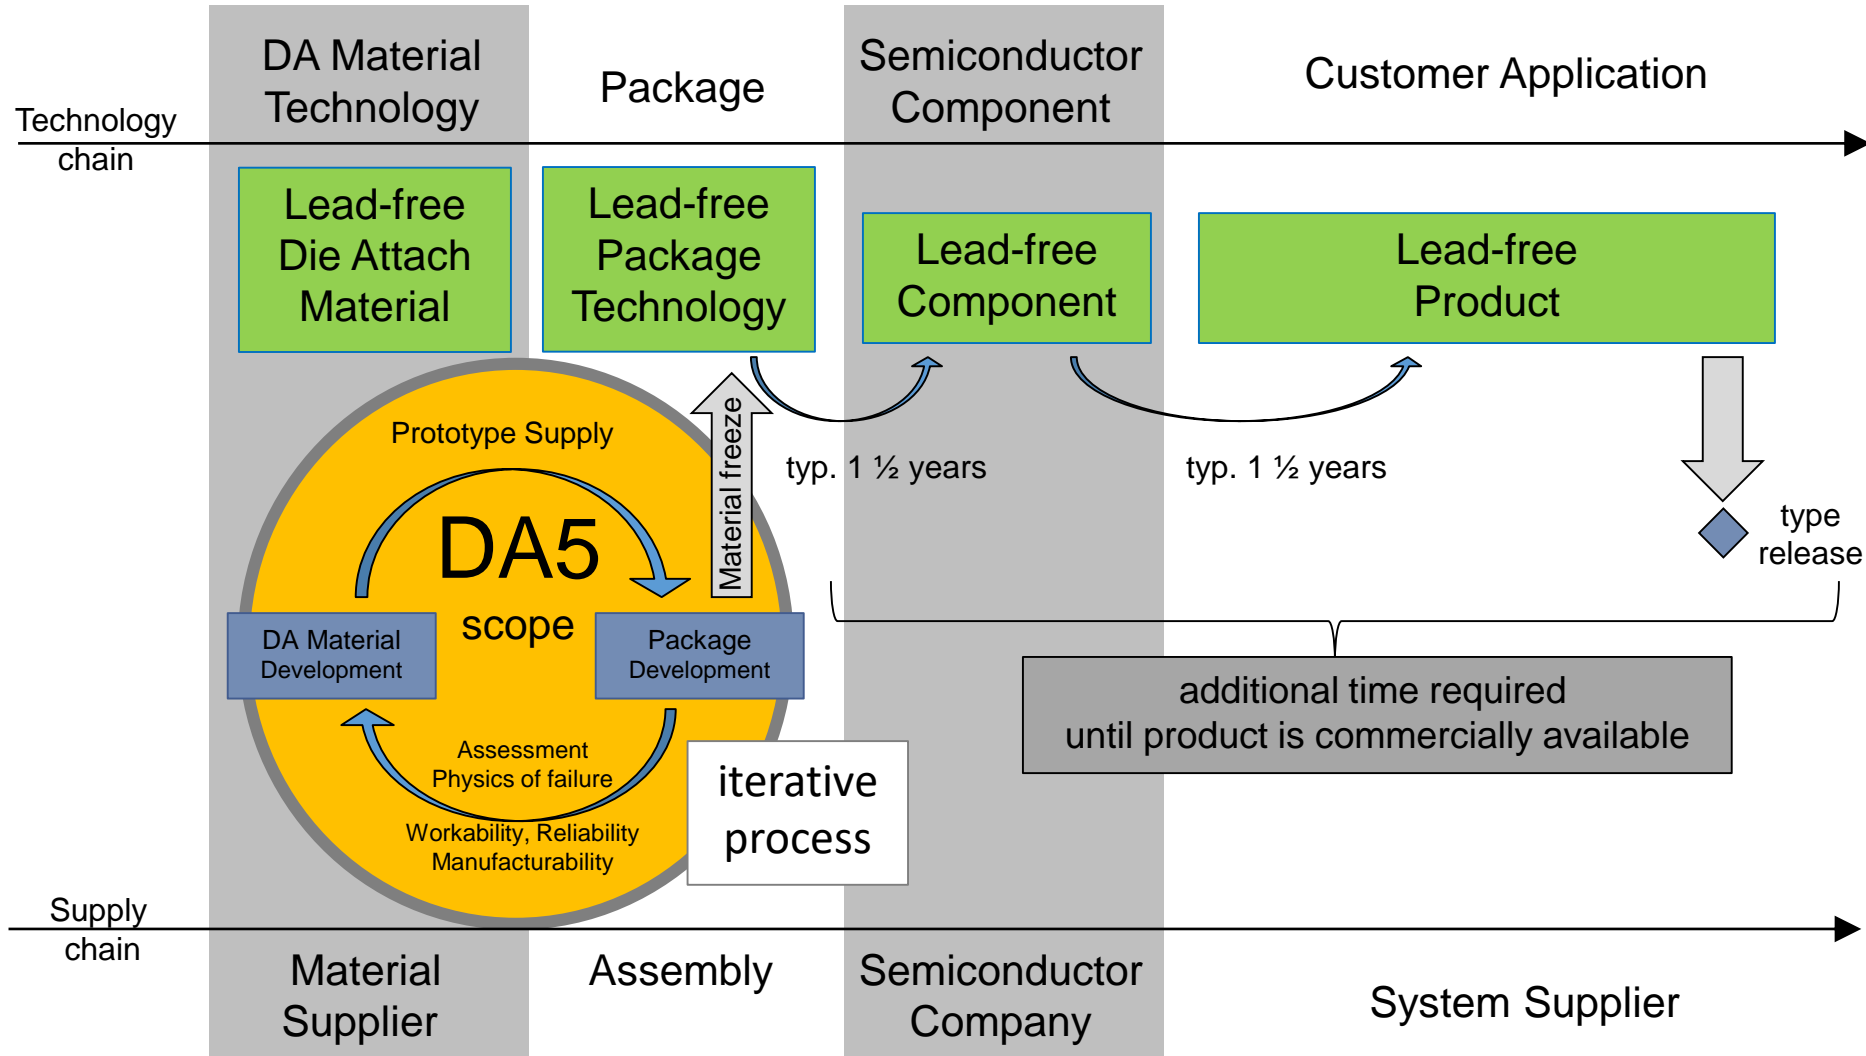 DA Material
Technology
Package
Semiconductor
Component
Customer Application
Technology
chain
Lead-free
Die Attach
Material
Lead-free
Package
Technology
Lead-free
Component
Lead-free
Product
Prototype Supply
Material freeze
typ. 1 ½ years
typ. 1 ½ years
DA5
scope
type
release
DA Material
Development
Package
Development
additional time required
until product is commercially available
Assessment
Physics of failure
Workability, Reliability
Manufacturability
iterative
process
Supply
chain
Material
Supplier
Assembly
Semiconductor
Company
System Supplier